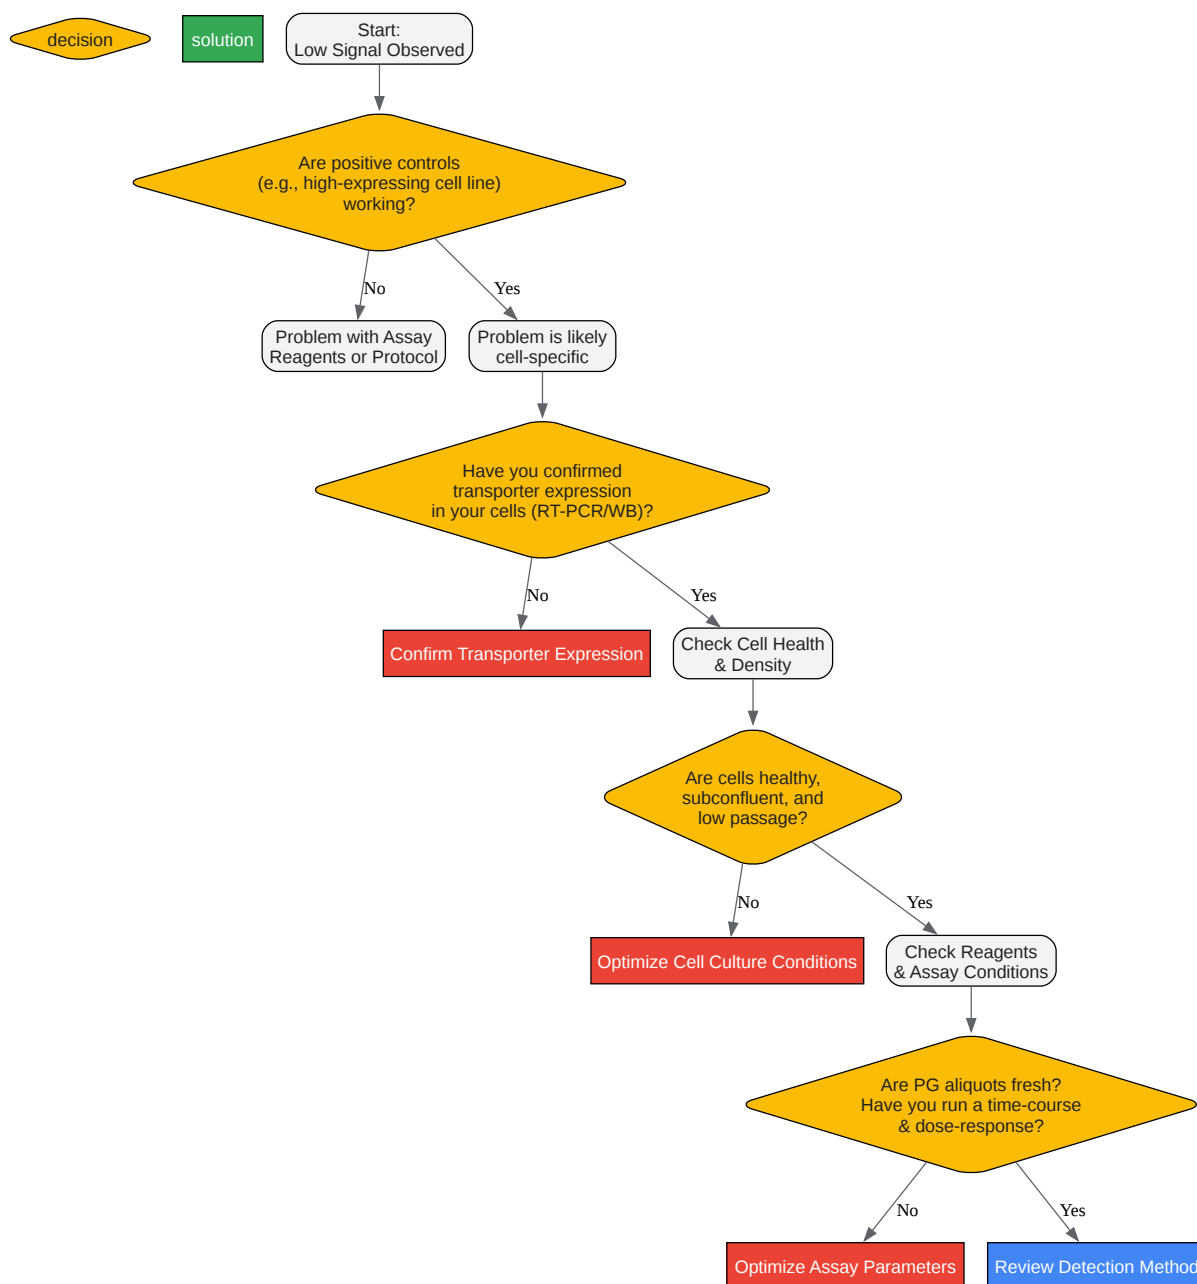 decision
solution
Start:
Low Signal Observed
Are positive controls
(e.g., high-expressing cell line)
working?
No
Yes
Problem with Assay
Reagents or Protocol
Problem is likely
cell-specific
Have you confirmed
transporter expression
in your cells (RT-PCR/WB)?
No
Yes
Confirm Transporter Expression
Check Cell Health
& Density
Are cells healthy,
subconfluent, and
low passage?
No
Yes
Optimize Cell Culture Conditions
Check Reagents
& Assay Conditions
Are PG aliquots fresh?
Have you run a time-course
& dose-response?
No
Yes
Optimize Assay Parameters
Review Detection Method